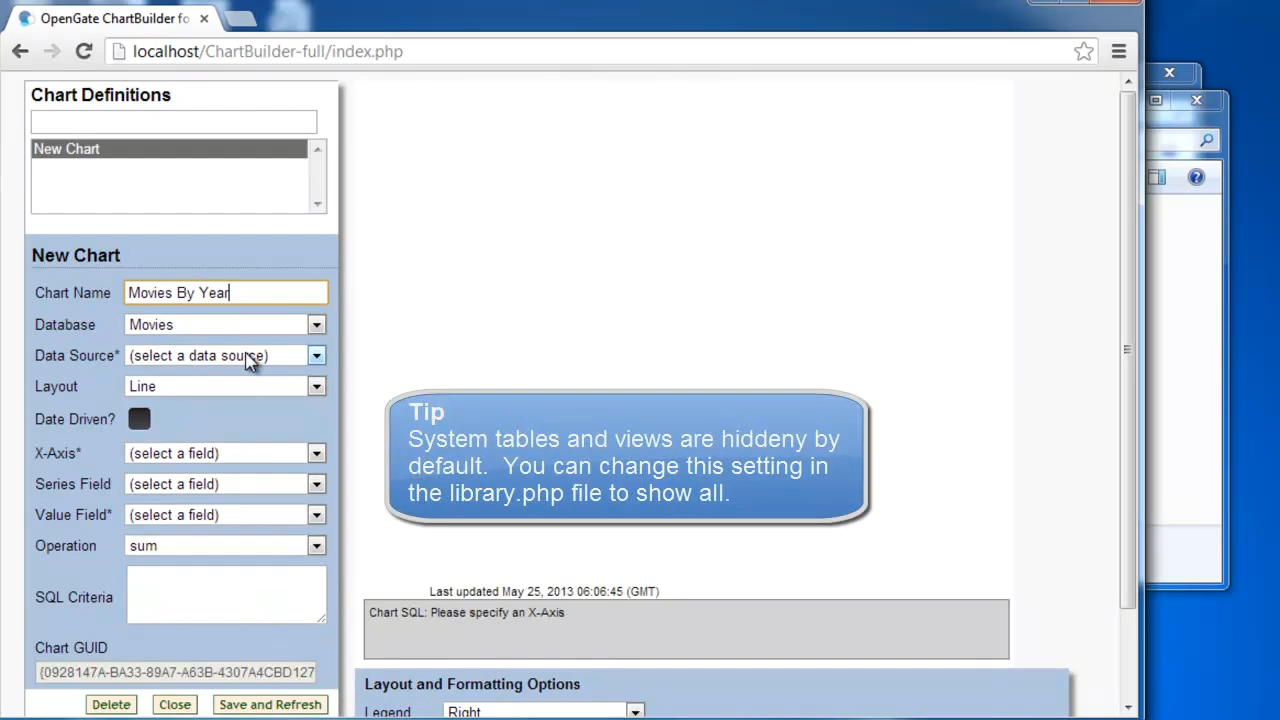 OpenGate ChartBuilder fo
localhost/ChartBuilder-full/index.php
Chart Definitions
New Chart
New Chart
Chart Name Movies By Year
Database Movies
Data Source* (select a data source)
Layout Line
Date Driven?
X-Axis* (select a field)
Series Field (select a field)
Value Field* (select a field)
Operation sum
SQL Criteria
Chart GUID
{0928147A-BA33-89A7-A63B-4307A4CBD127
Delete Close Save and Refresh
Tip
System tables and views are hiddeny by
default. You can change this setting in
the library.php file to show all.
Last updated May 25, 2013 06:06:45 (GMT)
Chart SQL: Please specify an X-Axis
Layout and Formatting Options
Legend Right